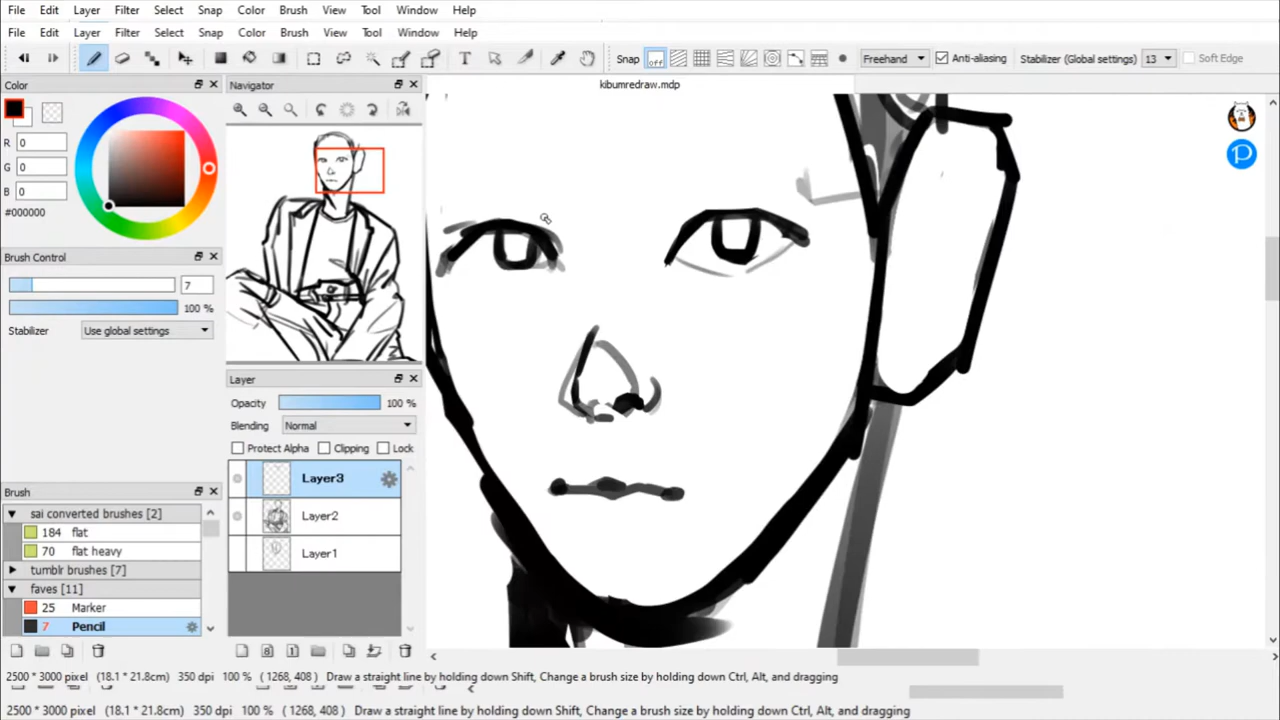 File Edit Layer Filter Select Snap Color Brush View Tool Window Help
File Edit Layer Filter Select Snap Color Brush View Tool Window Help
T Snap off Freehand Anti-aliasing Stabilizer (Global settings) 13 Soft Edge
Color
Navigator
kibumredraw.mdp
R 0
G 0
B 0
#000000
Brush Control
7
100 %
Stabilizer Use global settings
Layer
Opacity 100 %
Blending Normal
Protect Alpha Clipping Lock
Layer3
Layer2
Layer1
Brush
sai converted brushes [2]
184 flat
70 flat heavy
tumblr brushes [7]
faves [11]
25 Marker
7 Pencil
8 1
2500 * 3000 pixel (18.1 * 21.8cm) 350 dpi 100 % ( 1268, 408 ) Draw a straight line by holding down Shift, Change a brush size by holding down Ctrl, Alt, and dragging
2500 * 3000 pixel (18.1 * 21.8cm) 350 dpi 100 % ( 1268, 408 ) Draw a straight line by holding down Shift, Change a brush size by holding down Ctrl, Alt, and dragging